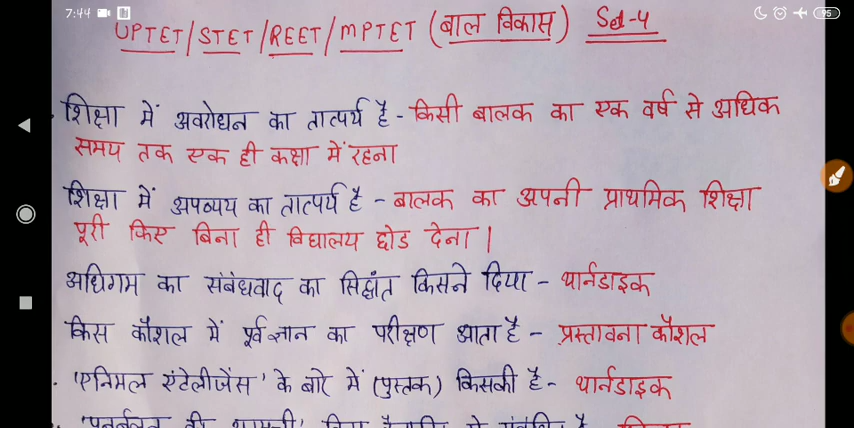 7:44
95
UPTET/STET/REET/MPTET (बाल विकास) Set-4
शिक्षा में अवरोधन का तात्पर्य है - किसी बालक का एक वर्ष से अधिक
समय तक एक ही कक्षा में रहना
शिक्षा में अपव्यय का तात्पर्य है - बालक का अपनी प्राथमिक शिक्षा
पूरी किए बिना ही विद्यालय छोड देना।
अधिगम का संबंधवाद का सिद्धांत किसने दिया - थार्नडाइक
किस कौशल में पूर्व ज्ञान का परीक्षण आता है - प्रस्तावना कौशल
'एनिमल इंटेलीजेंस' के बारे में (पुस्तक) किसकी है - थार्नडाइक